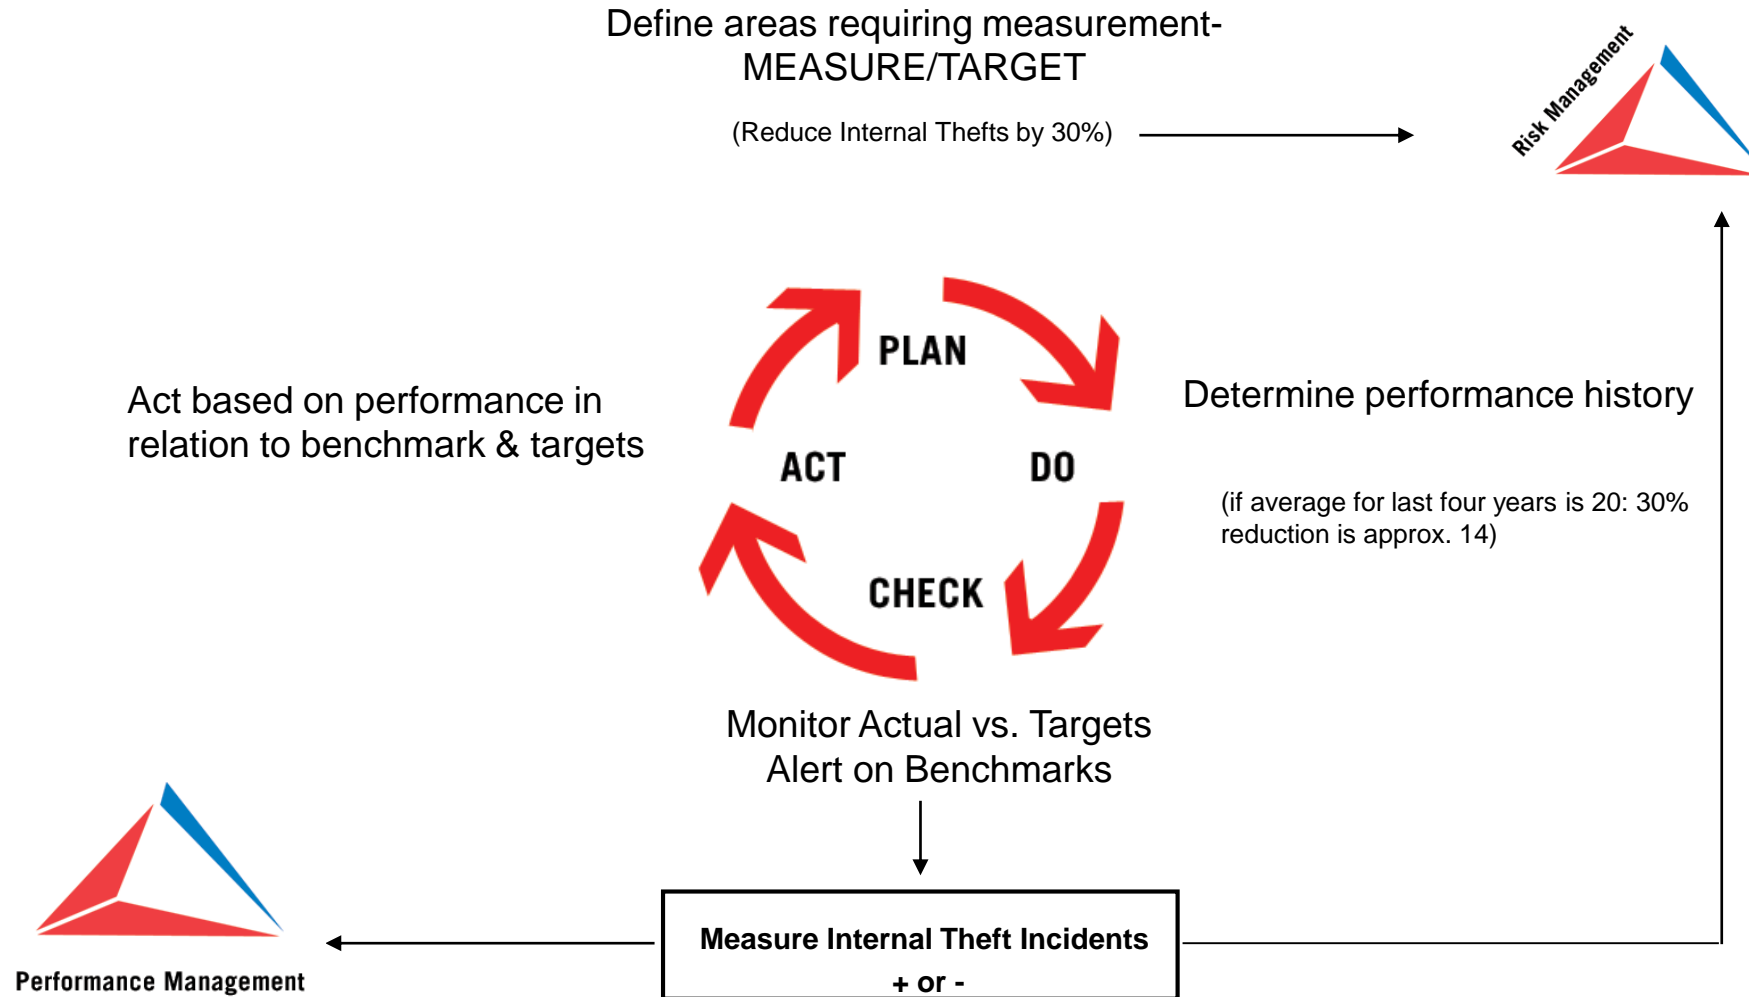 Define areas requiring measurement-
MEASURE/TARGET
(Reduce Internal Thefts by 30%)
Risk Management
PLAN
Act based on performance in
relation to benchmark & targets
Determine performance history
ACT
DO
(if average for last four years is 20: 30%
reduction is approx. 14)
CHECK
Monitor Actual vs. Targets
Alert on Benchmarks
Measure Internal Theft Incidents
+ or -
Performance Management